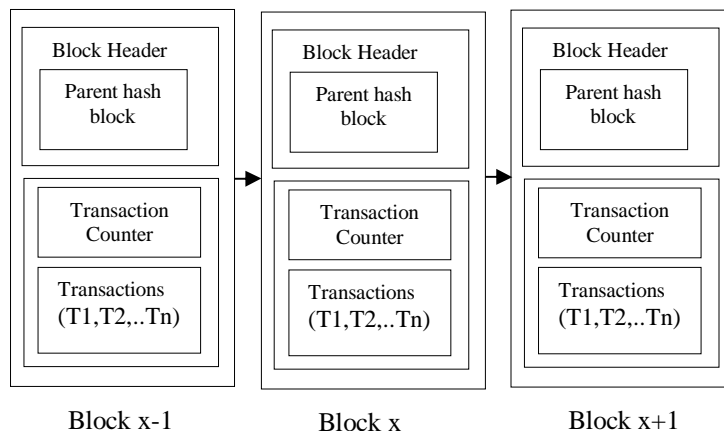 Block Header
Parent hash
block
Transaction
Counter
Transactions
(T1,T2,..Tn)
Block x-1
Block Header
Parent hash
block
Transaction
Counter
Transactions
(T1,T2,..Tn)
Block x
Block Header
Parent hash
block
Transaction
Counter
Transactions
(T1,T2,..Tn)
Block x+1